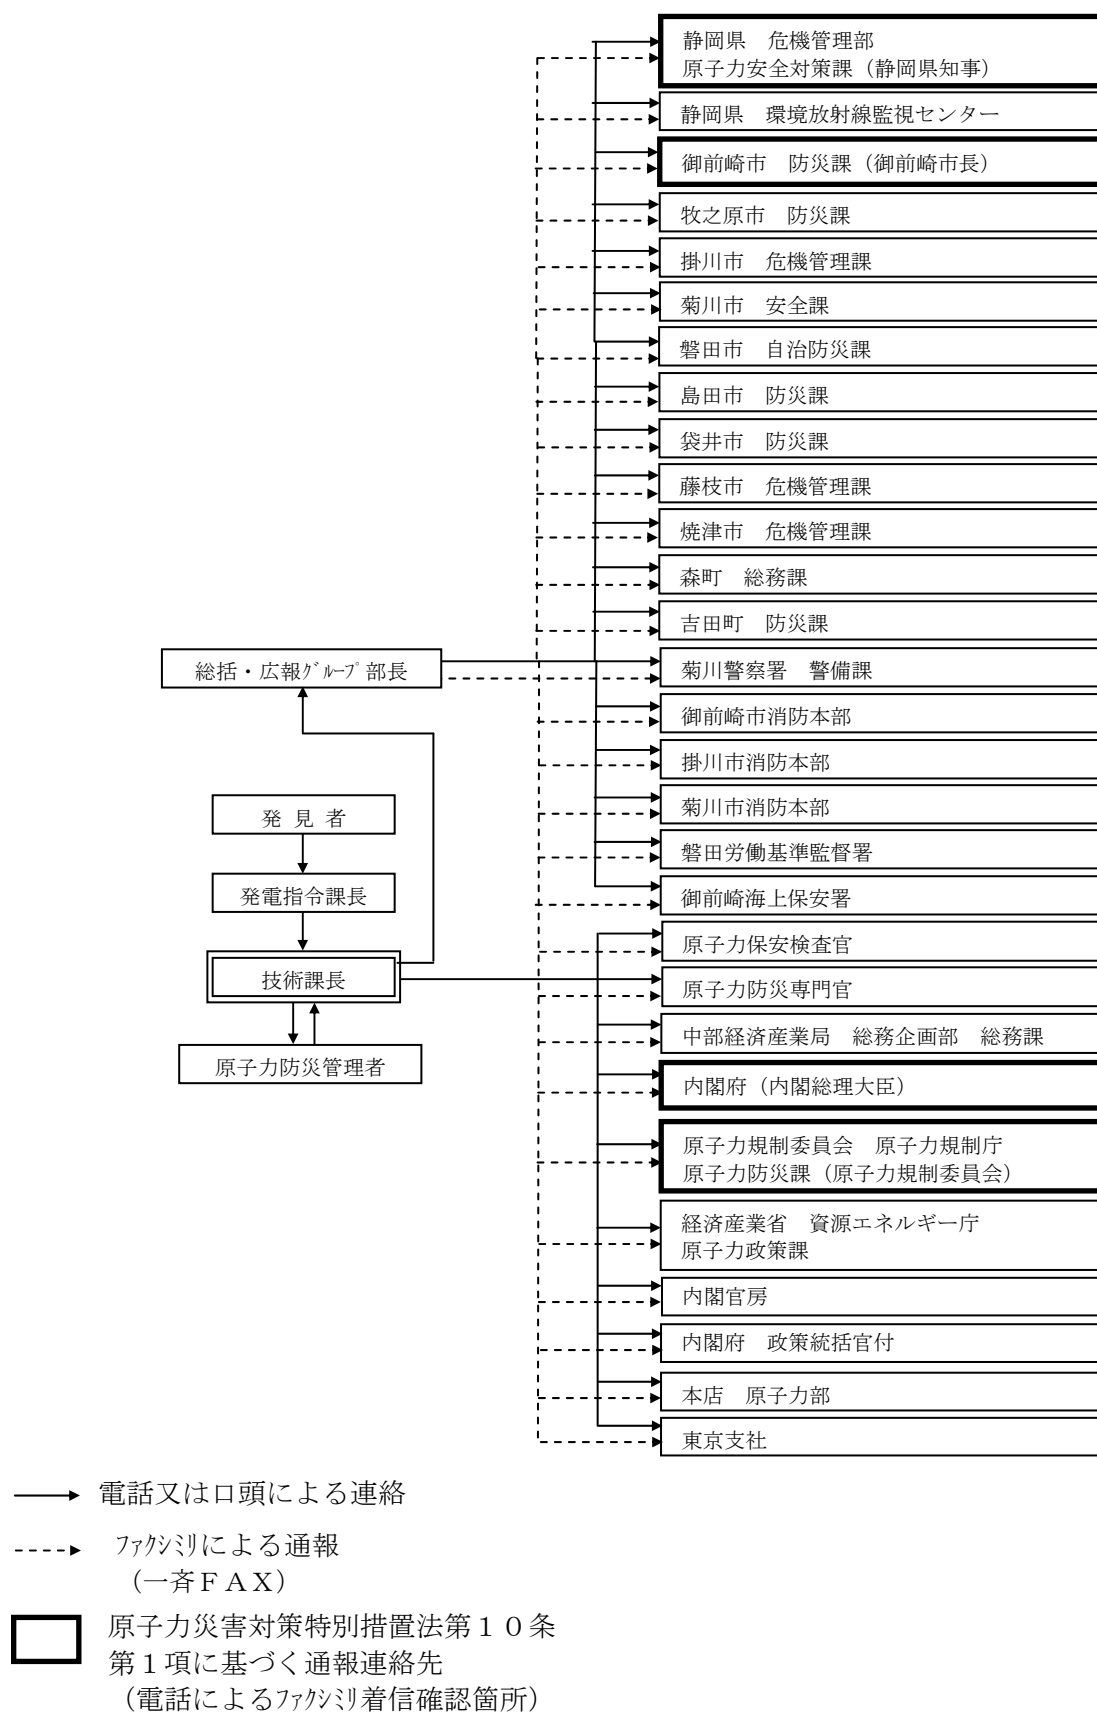 静岡県　危機管理部
原子力安全対策課（静岡県知事）
静岡県　環境放射線監視センター
御前崎市　防災課（御前崎市長）
牧之原市　防災課
掛川市　危機管理課
菊川市　安全課
磐田市　自治防災課
島田市　防災課
袋井市　防災課
藤枝市　危機管理課
焼津市　危機管理課
森町　総務課
吉田町　防災課
総括・広報ｸﾞﾙｰﾌﾟ部長
菊川警察署　警備課
御前崎市消防本部
掛川市消防本部
菊川市消防本部
発 見 者
磐田労働基準監督署
発電指令課長
御前崎海上保安署
原子力保安検査官
技術課長
原子力防災専門官
中部経済産業局　総務企画部　総務課
原子力防災管理者
内閣府（内閣総理大臣）
原子力規制委員会　原子力規制庁
原子力防災課（原子力規制委員会）
経済産業省　資源エネルギー庁
原子力政策課
内閣官房
内閣府　政策統括官付
本店　原子力部
東京支社
電話又は口頭による連絡
ﾌｧｸｼﾐﾘによる通報
（一斉ＦＡＸ）
原子力災害対策特別措置法第１０条
第１項に基づく通報連絡先
（電話によるﾌｧｸｼﾐﾘ着信確認箇所）